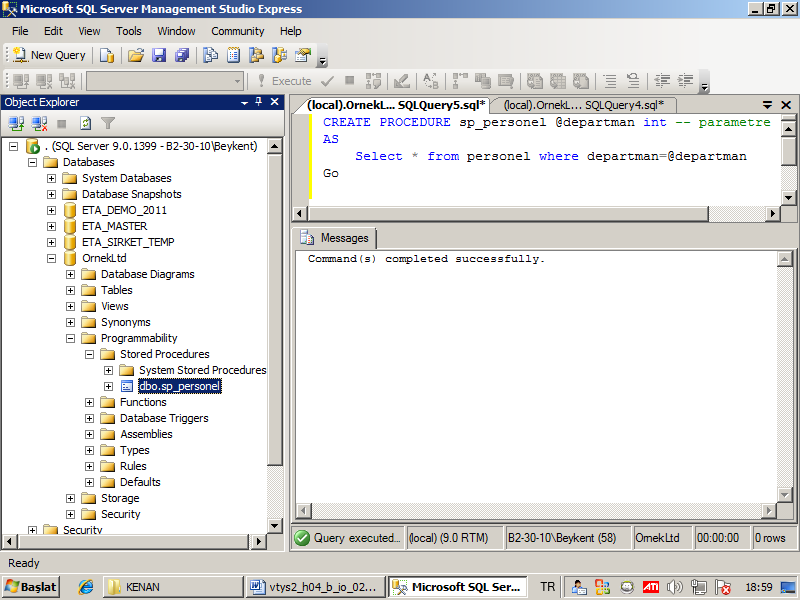 Microsoft SQL Server Management Studio Express
File Edit View Tools Window Community Help
New Query
Execute
Object Explorer
. (SQL Server 9.0.1399 - B2-30-10\Beykent)
Databases
System Databases
Database Snapshots
ETA_DEMO_2011
ETA_MASTER
ETA_SIRKET_TEMP
OrnekLtd
Database Diagrams
Tables
Views
Synonyms
Programmability
Stored Procedures
System Stored Procedures
dbo.sp_personel
Functions
Database Triggers
Assemblies
Types
Rules
Defaults
Storage
Security
Security
(local).OrnekL... SQLQuery5.sql* (local).OrnekL... SQLQuery4.sql*
CREATE PROCEDURE sp_personel @departman int -- parametre
AS
Select * from personel where departman=@departman
Go
Messages
Command(s) completed successfully.
Query executed... (local) (9.0 RTM) B2-30-10\Beykent (58) OrnekLtd 00:00:00 0 rows
Ready
Başlat KENAN vtys2_h04_b_io_02... Microsoft SQL Ser... TR ATI 18:59